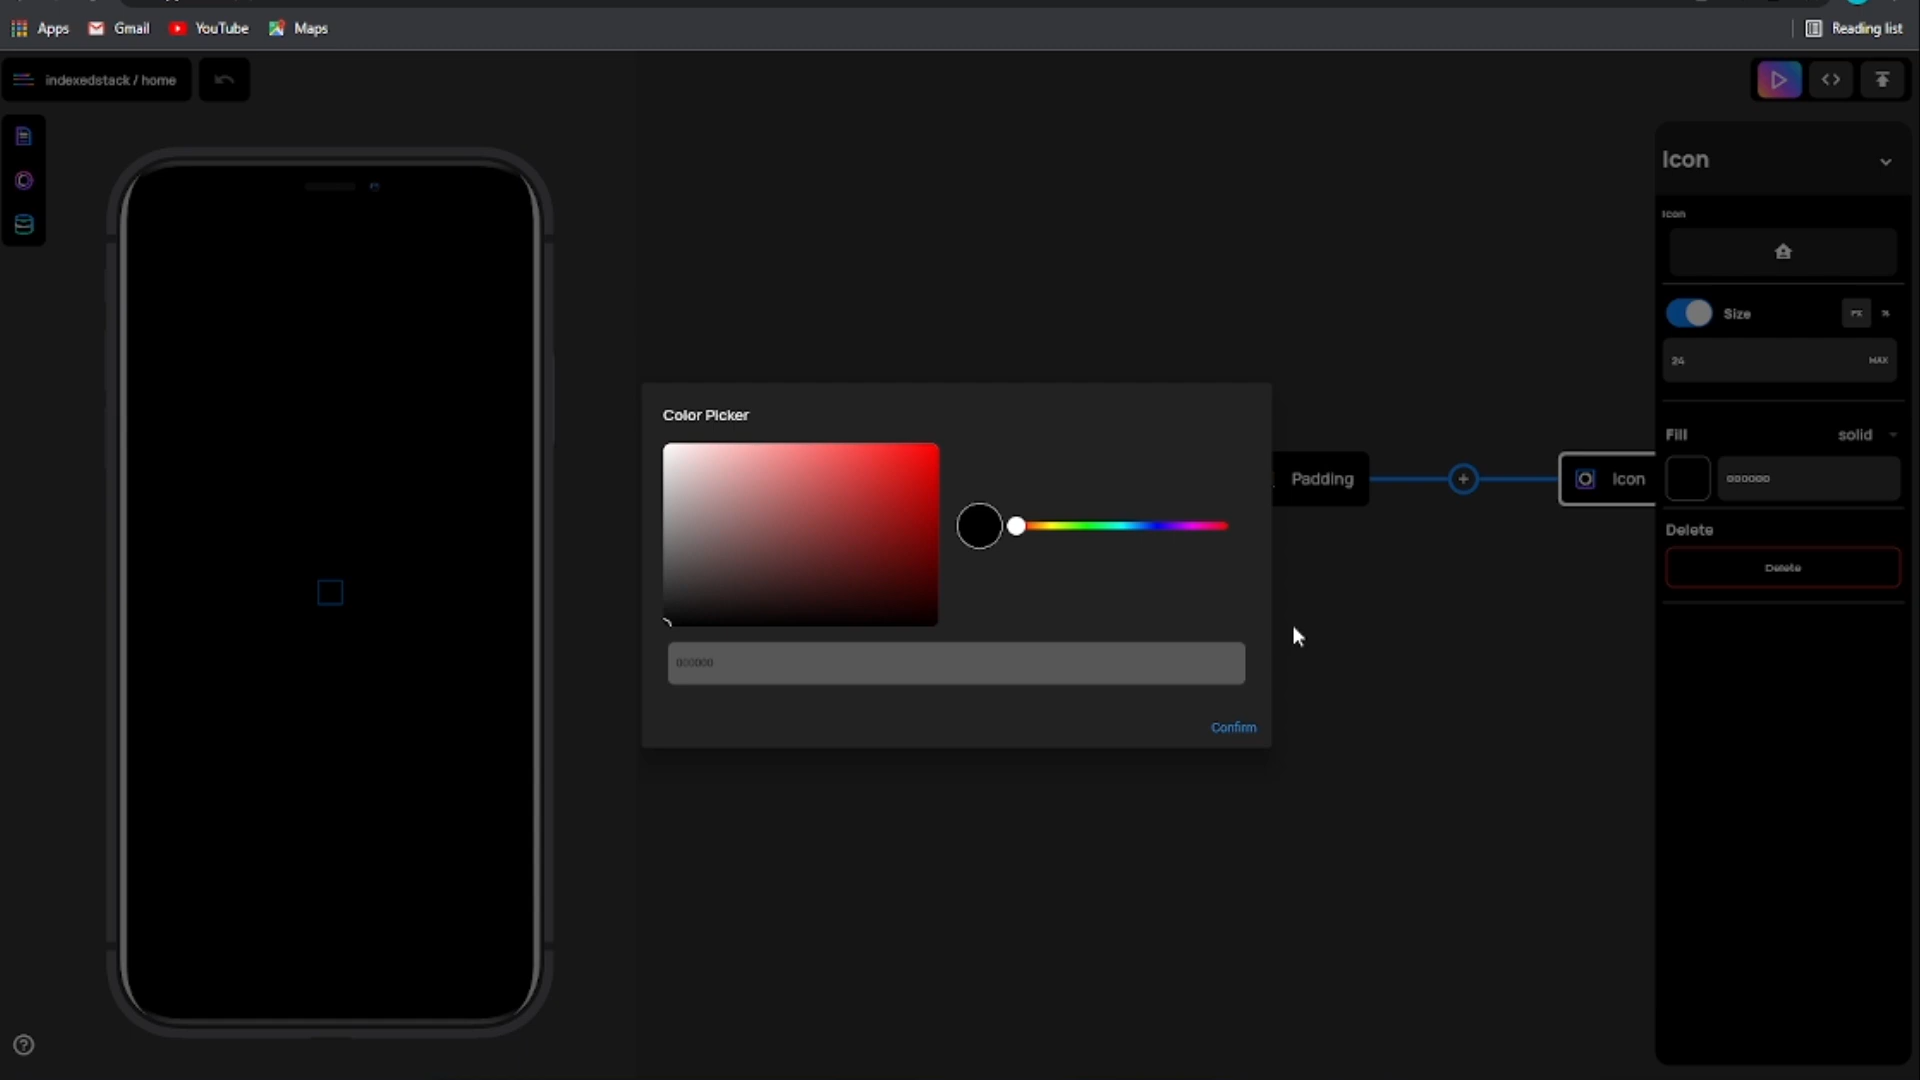 Apps Gmail YouTube Maps Reading list
indexedstack / home
Icon
Icon
Size PX %
24 MAX
Fill solid
000000
Delete
Delete
Color Picker
000000
Confirm
Padding
Icon